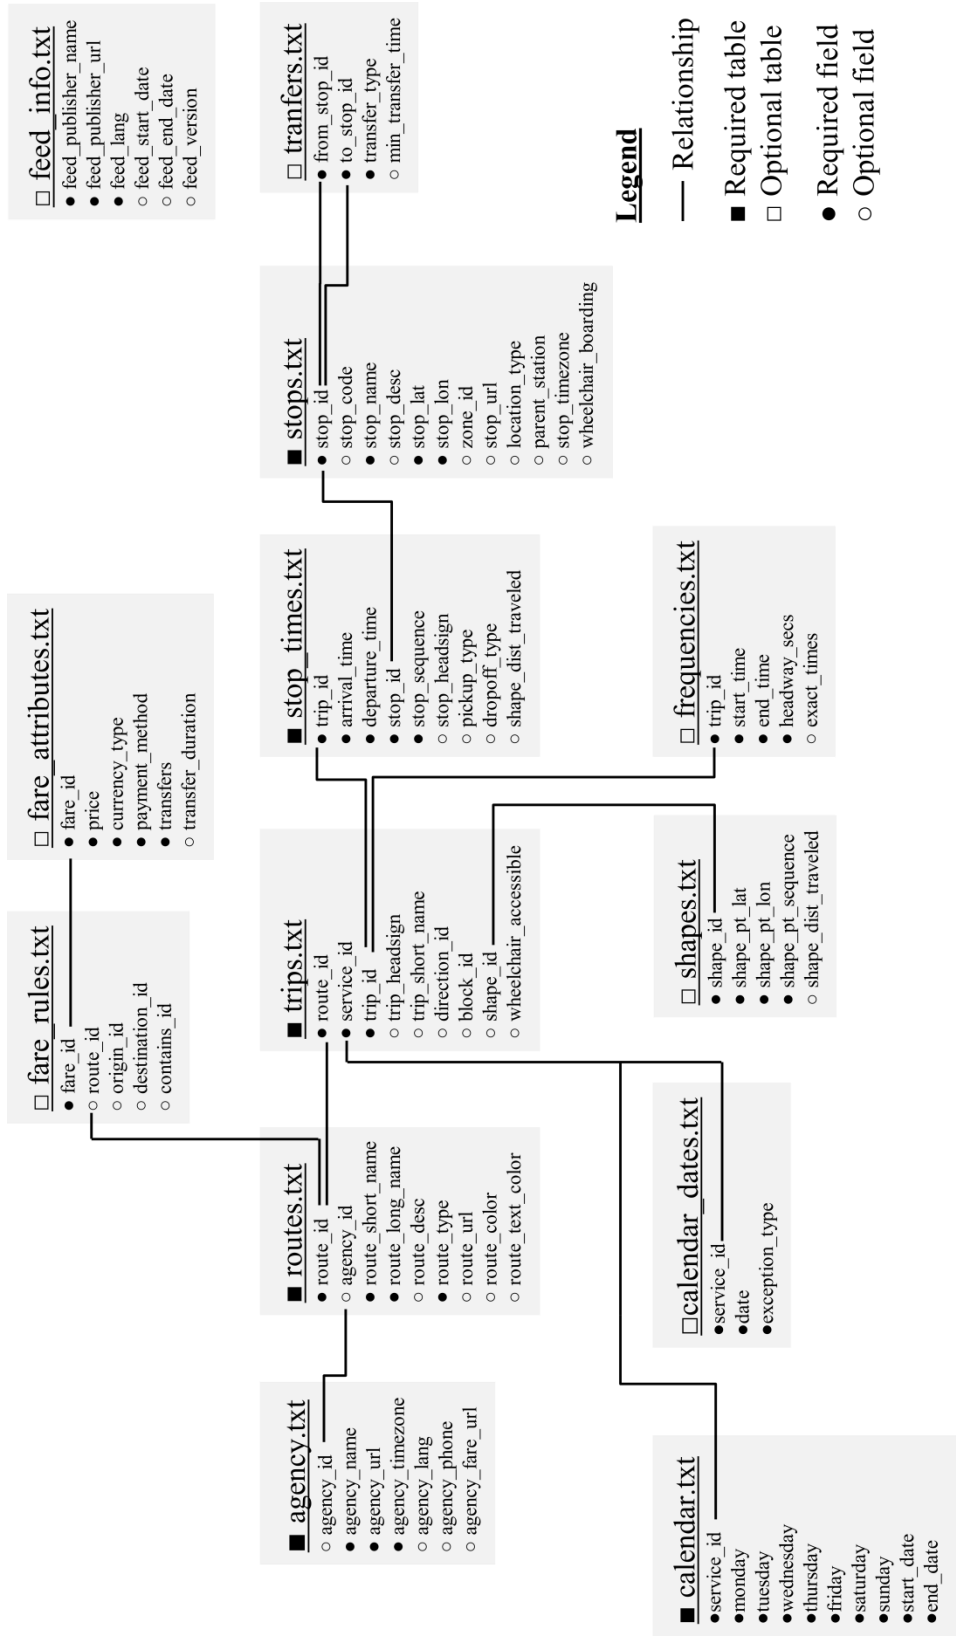 □ fare_rules.txt
● fare_id
○ route_id
○ origin_id
○ destination_id
○ contains_id
□ fare_attributes.txt
● fare_id
● price
● currency_type
● payment_method
● transfers
○ transfer_duration
□ feed_info.txt
● feed_publisher_name
● feed_publisher_url
● feed_lang
○ feed_start_date
○ feed_end_date
○ feed_version
■ agency.txt
○ agency_id
● agency_name
● agency_url
● agency_timezone
○ agency_lang
○ agency_phone
○ agency_fare_url
■ routes.txt
● route_id
○ agency_id
● route_short_name
● route_long_name
○ route_desc
● route_type
○ route_url
○ route_color
○ route_text_color
■ trips.txt
● route_id
● service_id
● trip_id
○ trip_headsign
○ trip_short_name
○ direction_id
○ block_id
○ shape_id
○ wheelchair_accessible
■ stop_times.txt
● trip_id
● arrival_time
● departure_time
● stop_id
● stop_sequence
○ stop_headsign
○ pickup_type
○ dropoff_type
○ shape_dist_traveled
■ stops.txt
● stop_id
○ stop_code
● stop_name
○ stop_desc
● stop_lat
● stop_lon
○ zone_id
○ stop_url
○ location_type
○ parent_station
○ stop_timezone
○ wheelchair_boarding
□ tranfers.txt
● from_stop_id
● to_stop_id
● transfer_type
○ min_transfer_time
■ calendar.txt
●service_id
●monday
●tuesday
●wednesday
●thursday
●friday
●saturday
●sunday
●start_date
●end_date
□calendar_dates.txt
●service_id
●date
●exception_type
□ shapes.txt
● shape_id
● shape_pt_lat
● shape_pt_lon
● shape_pt_sequence
○ shape_dist_traveled
□ frequencies.txt
● trip_id
● start_time
● end_time
● headway_secs
○ exact_times
Legend
— Relationship
■ Required table
□ Optional table
● Required field
○ Optional field